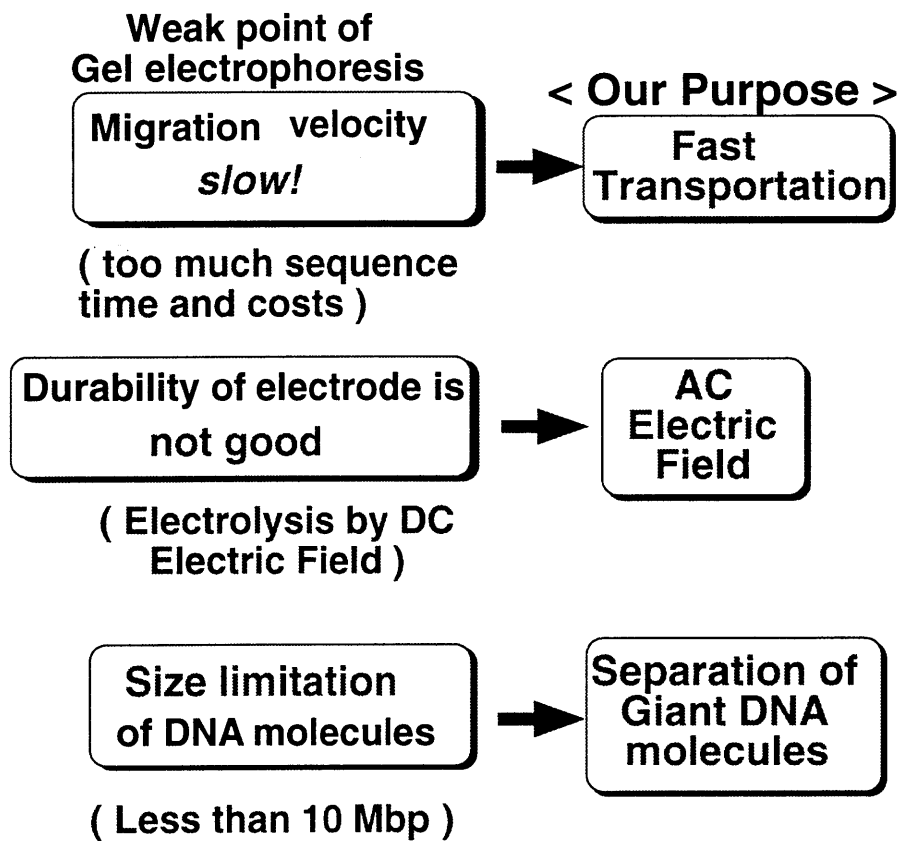 Weak point of
Gel electrophoresis
< Our Purpose >
Migration velocity
slow!
Fast
Transportation
( too much sequence
time and costs )
Durability of electrode is
not good
AC
Electric
Field
( Electrolysis by DC
Electric Field )
Size limitation
of DNA molecules
Separation of
Giant DNA
molecules
( Less than 10 Mbp )